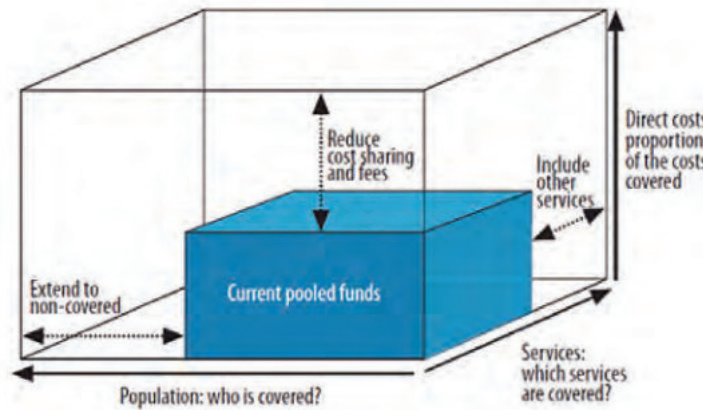 Reduce
cost sharing
and fees
Include
other
services
Direct costs
proportion
of the costs
covered
Extend to
non-covered
Current pooled funds
Population: who is covered?
Services:
which services
are covered?